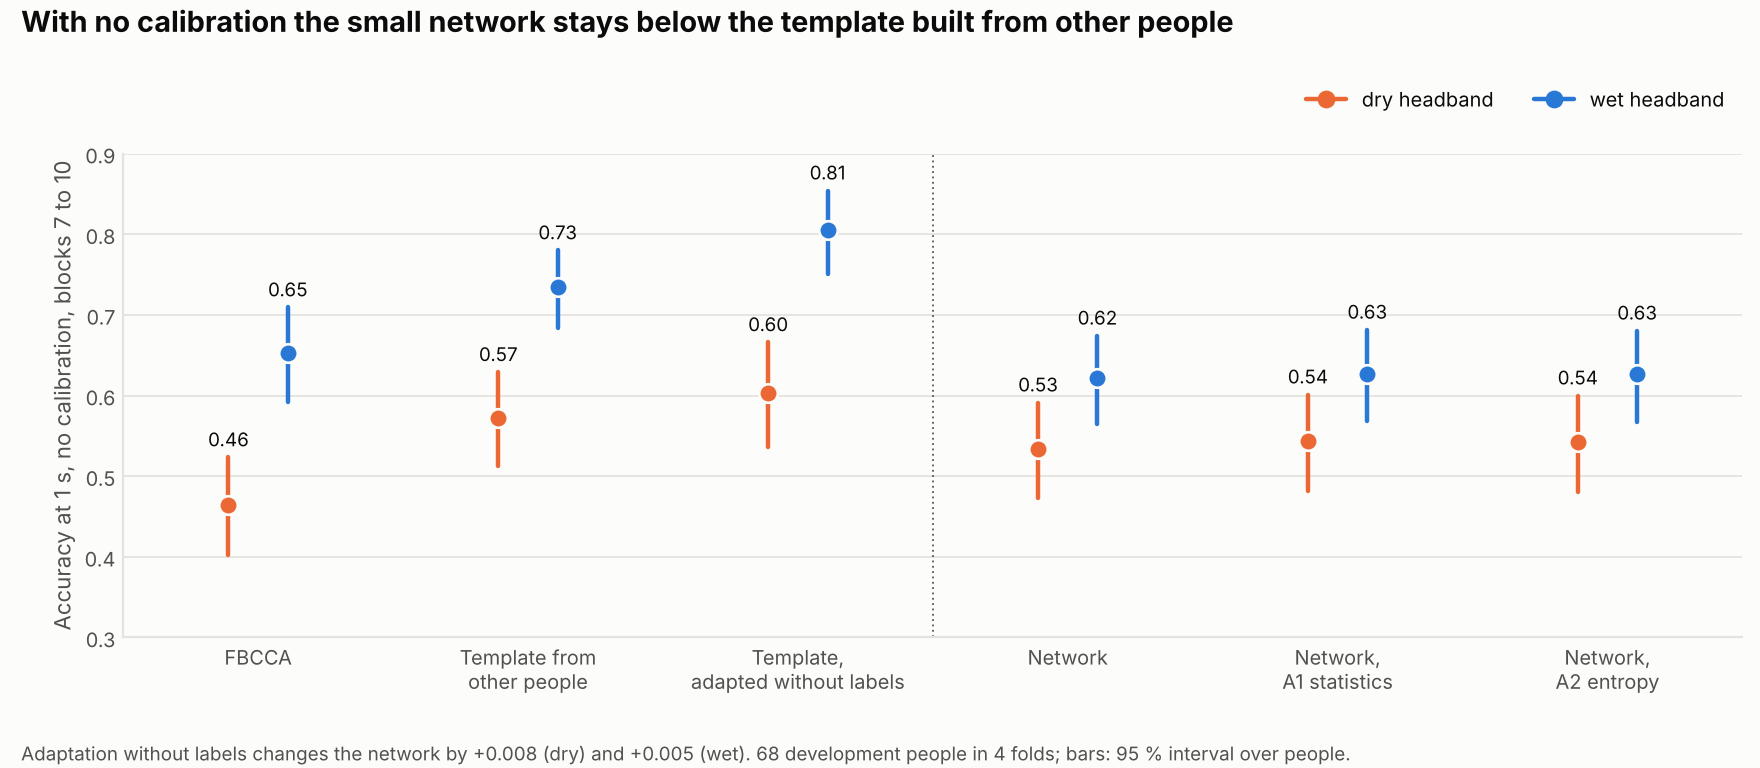 With no calibration the small network stays below the template built from other people
dry headband
wet headband
Accuracy at 1 s, no calibration, blocks 7 to 10
0.9
0.8
0.7
0.6
0.5
0.4
0.3
0.46
0.65
0.57
0.73
0.60
0.81
0.53
0.62
0.54
0.63
0.54
0.63
FBCCA
Template from
other people
Template,
adapted without labels
Network
Network,
A1 statistics
Network,
A2 entropy
Adaptation without labels changes the network by +0.008 (dry) and +0.005 (wet). 68 development people in 4 folds; bars: 95 % interval over people.